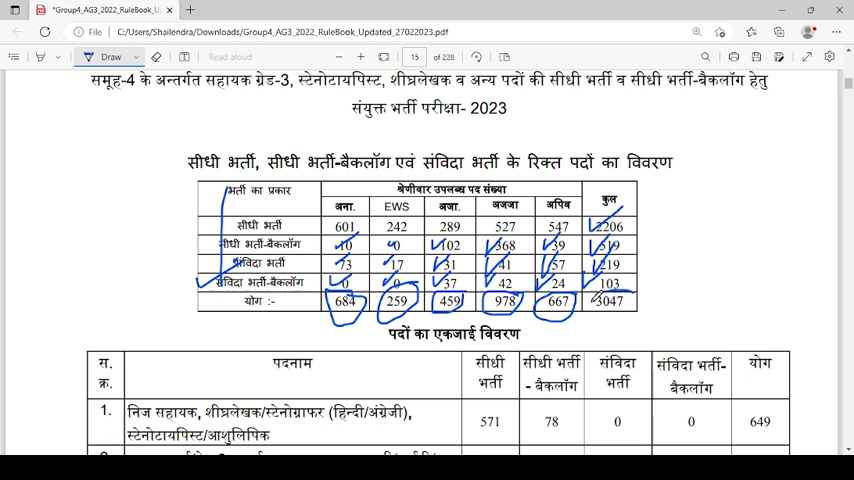 *Group4_AG3_2022_RuleBook_U
File C:/Users/Shailendra/Downloads/Group4_AG3_2022_RuleBook_Updated_27022023.pdf
Draw Read aloud 15 of 228
समूह-4 के अन्तर्गत सहायक ग्रेड-3, स्टेनोटायपिस्ट, शीघ्रलेखक व अन्य पदों की सीधी भर्ती व सीधी भर्ती-बैकलॉग हेतु
संयुक्त भर्ती परीक्षा- 2023
सीधी भर्ती, सीधी भर्ती-बैकलॉग एवं संविदा भर्ती के रिक्त पदों का विवरण
भर्ती का प्रकार श्रेणीवार उपलब्ध पद संख्या कुल
अना. EWS अजा. अजजा अपिव
सीधी भर्ती 601 242 289 527 547 2206
सीधी भर्ती-बैकलॉग 10 0 102 368 39 519
संविदा भर्ती 73 17 31 41 57 219
संविदा भर्ती-बैकलॉग 0 0 37 42 24 103
योग :- 684 259 459 978 667 3047
पदों का एकजाई विवरण
स. क्र. पदनाम सीधी भर्ती सीधी भर्ती - बैकलॉग संविदा भर्ती संविदा भर्ती- बैकलॉग योग
1. निज सहायक, शीघ्रलेखक/स्टेनोग्राफर (हिन्दी/अंग्रेजी), 571 78 0 0 649
स्टेनोटायपिस्ट/आशुलिपिक